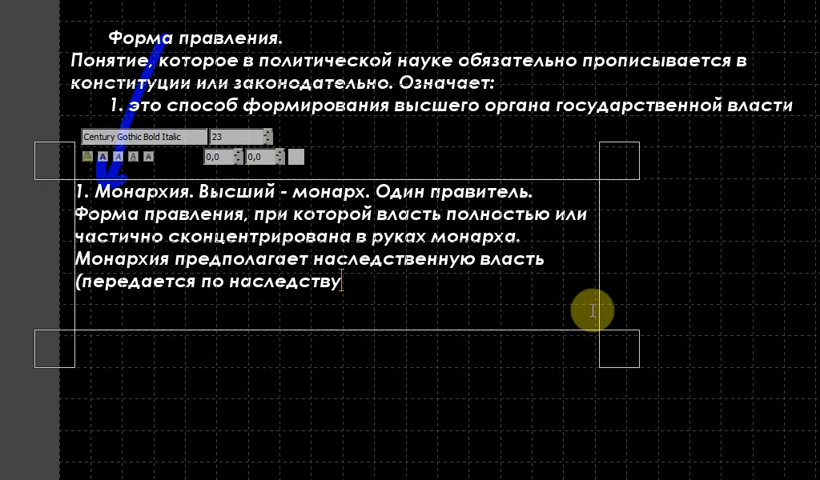 Форма правления.
Понятие, которое в политической науке обязательно прописывается в
конституции или законодательно. Означает:
1. это способ формирования высшего органа государственной власти
Century Gothic Bold Italic 23
A A A A A 0,0 0,0
1. Монархия. Высший - монарх. Один правитель.
Форма правления, при которой власть полностью или
частично сконцентрирована в руках монарха.
Монархия предполагает наследственную власть
(передается по наследству